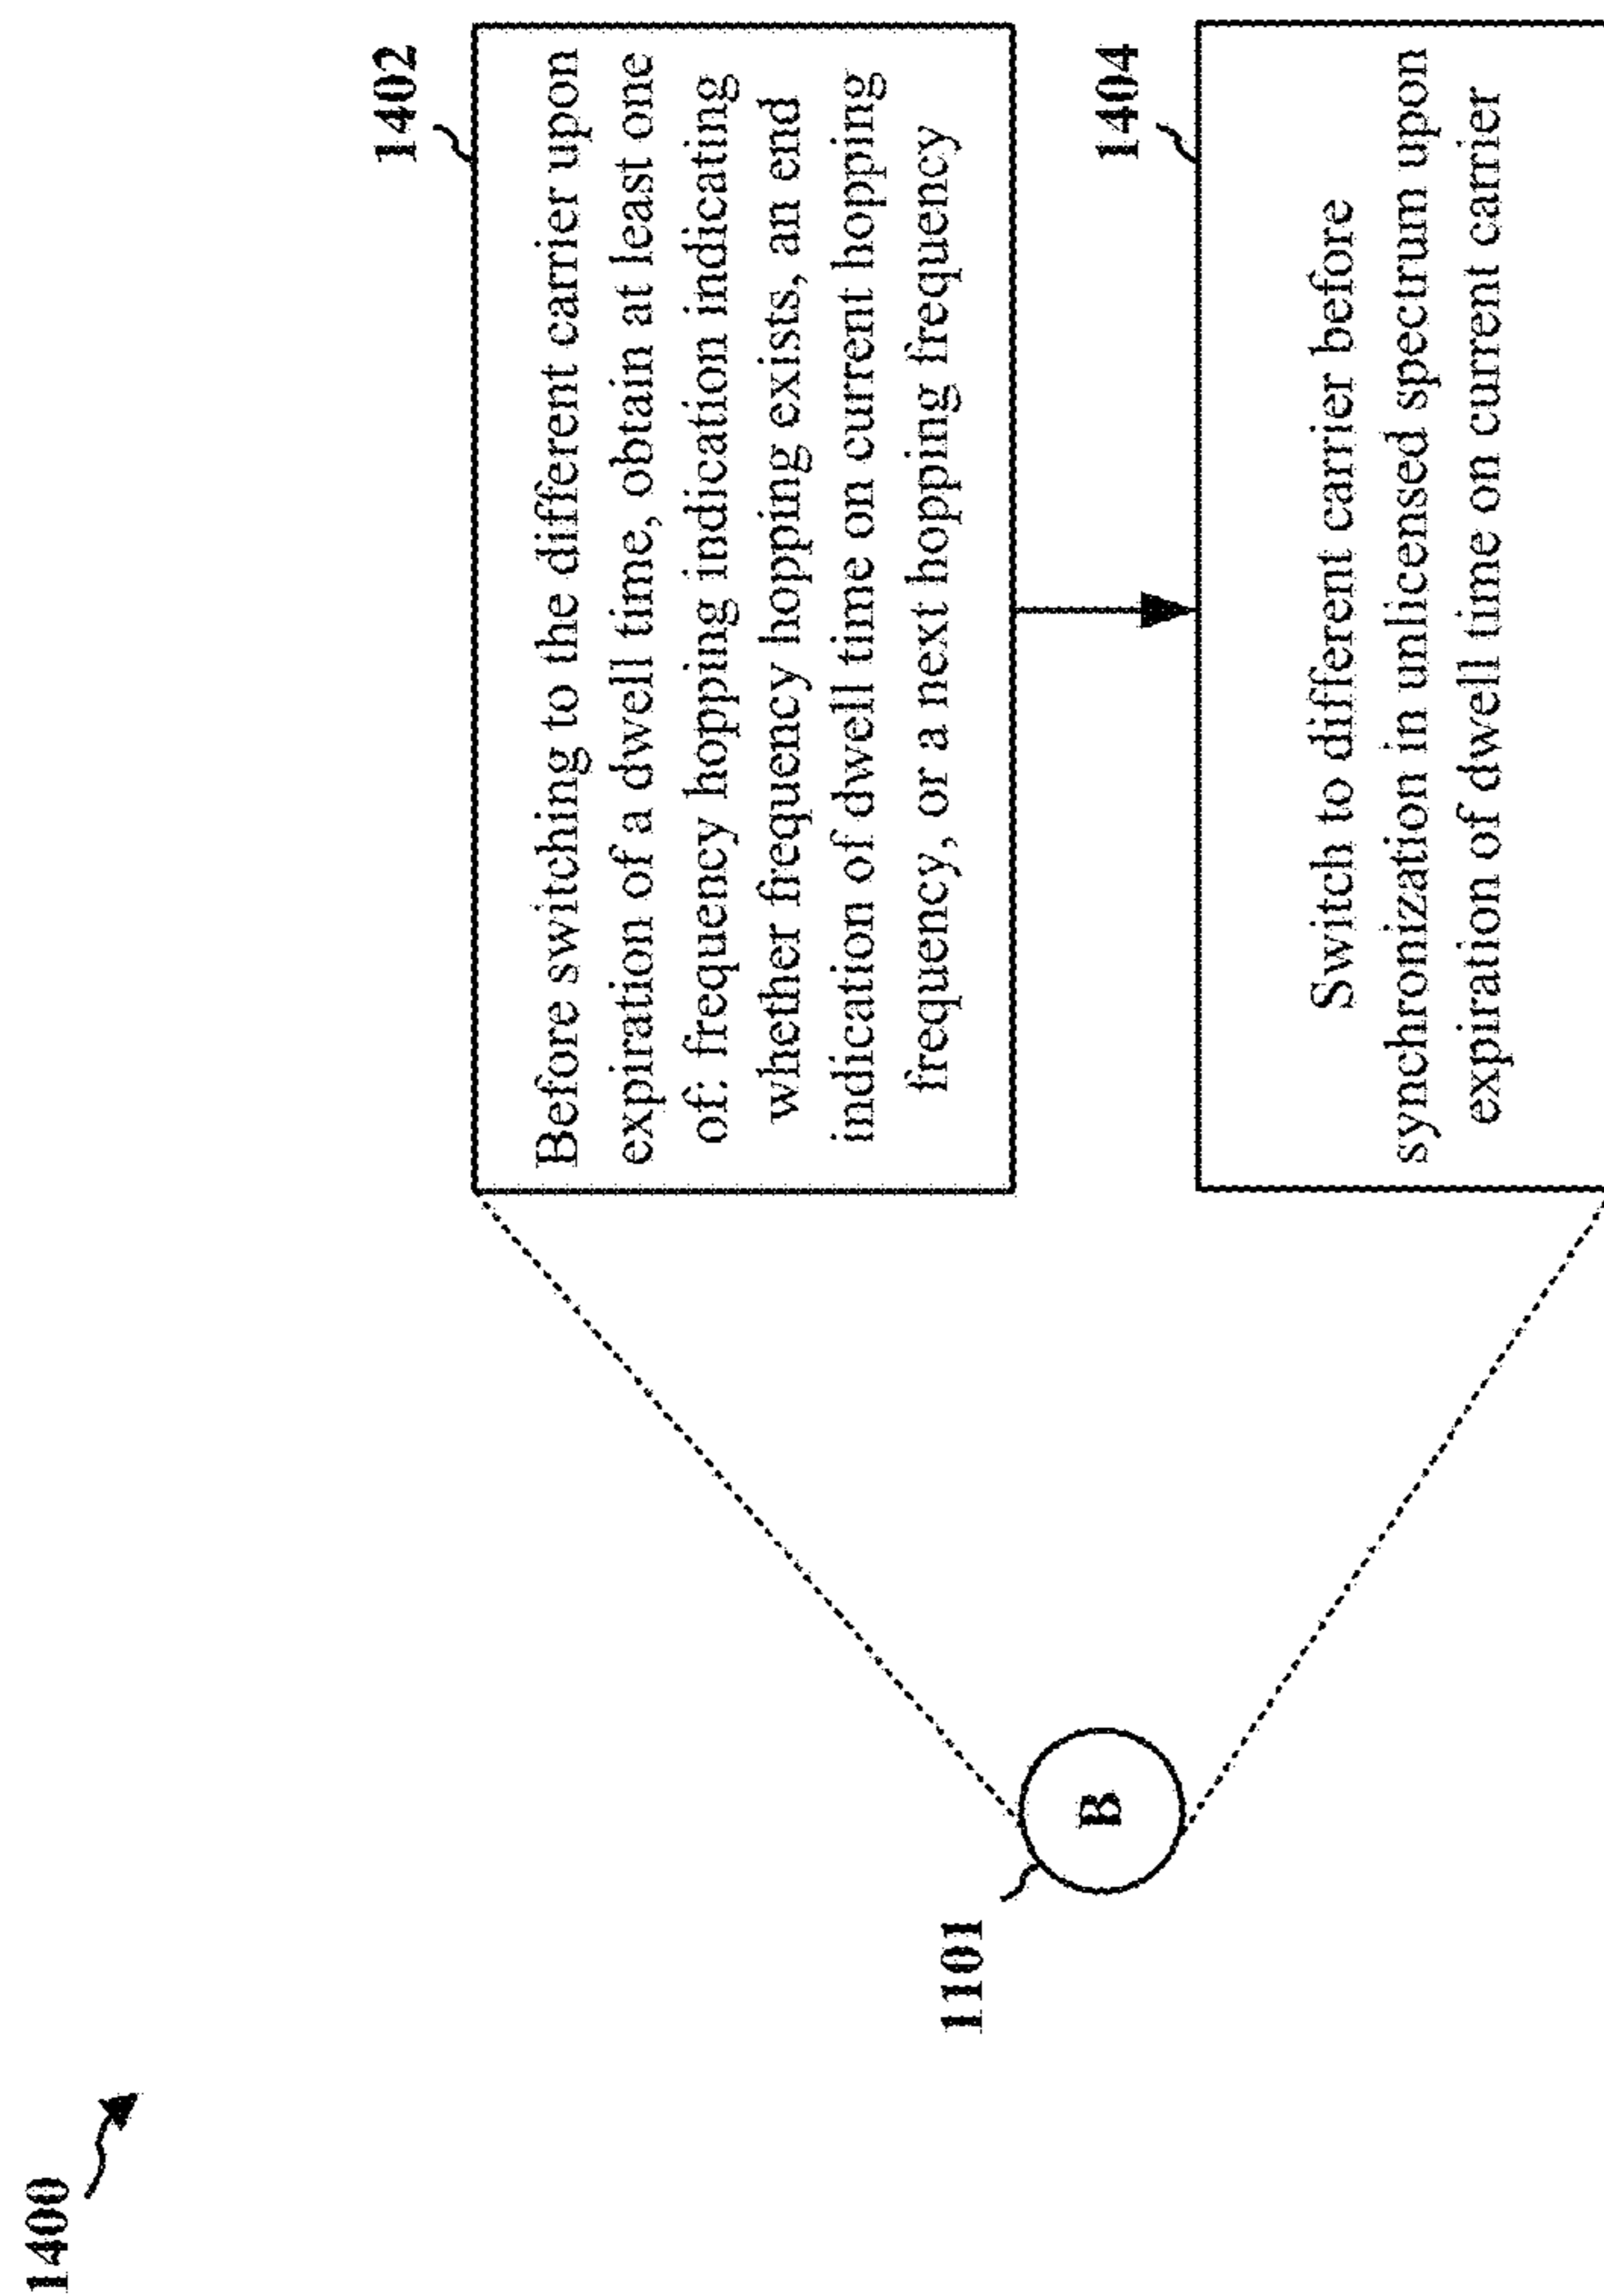 1400
1402
Before switching to the different carrier upon
expiration of a dwell time, obtain at least one
of: frequency hopping indication indicating
whether frequency hopping exists, an end
indication of dwell time on current hopping
frequency, or a next hopping frequency
1101
B
1404
Switch to different carrier before
synchronization in unlicensed spectrum upon
expiration of dwell time on current carrier